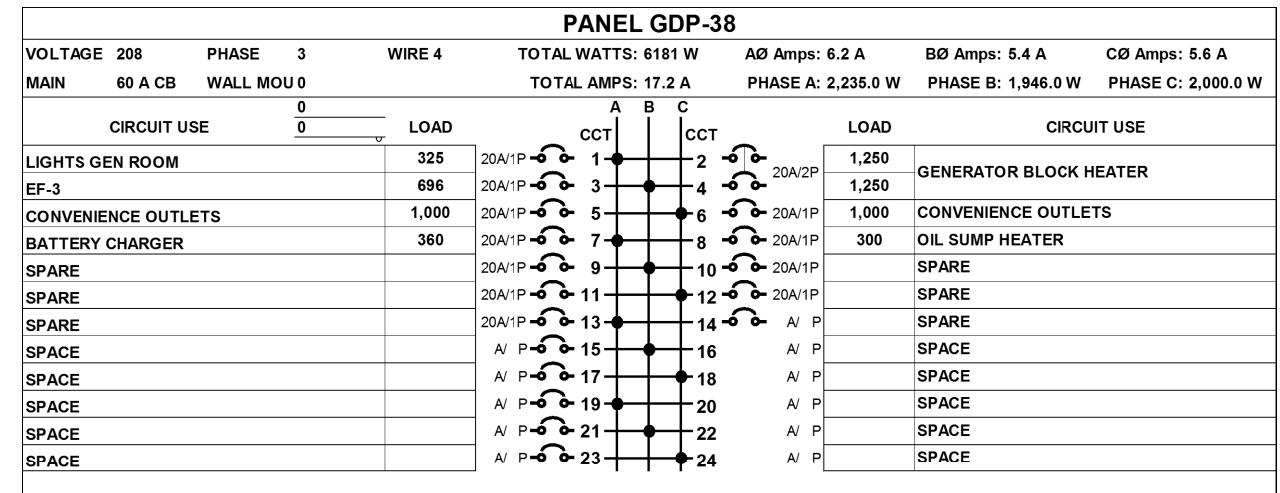 PANEL GDP-38
VOLTAGE 208 PHASE 3 WIRE 4 TOTAL WATTS: 6181 W AØ Amps: 6.2 A BØ Amps: 5.4 A CØ Amps: 5.6 A
MAIN 60 A CB WALL MOU 0 TOTAL AMPS: 17.2 A PHASE A: 2,235.0 W PHASE B: 1,946.0 W PHASE C: 2,000.0 W
0 A B C
CIRCUIT USE 0 LOAD CCT CCT LOAD CIRCUIT USE
LIGHTS GEN ROOM 325 20A/1P 1 2 20A/2P 1,250 GENERATOR BLOCK HEATER
EF-3 696 20A/1P 3 4 1,250
CONVENIENCE OUTLETS 1,000 20A/1P 5 6 20A/1P 1,000 CONVENIENCE OUTLETS
BATTERY CHARGER 360 20A/1P 7 8 20A/1P 300 OIL SUMP HEATER
SPARE 20A/1P 9 10 20A/1P SPARE
SPARE 20A/1P 11 12 20A/1P SPARE
SPARE 20A/1P 13 14 A/ P SPARE
SPACE A/ P 15 16 A/ P SPACE
SPACE A/ P 17 18 A/ P SPACE
SPACE A/ P 19 20 A/ P SPACE
SPACE A/ P 21 22 A/ P SPACE
SPACE A/ P 23 24 A/ P SPACE